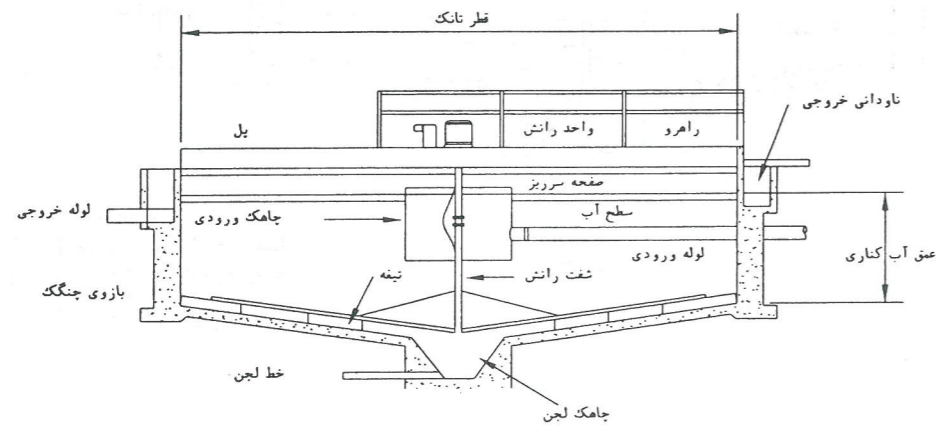 قطر تانک
ناودانی خروجی
پل
واحد رانش
راهرو
صفحه سرریز
سطح آب
چاهک ورودی
لوله خروجی
لوله ورودی
عمق آب کناری
شفت رانش
تیفه
بازوی چنگک
خط لجن
چاهک لجن